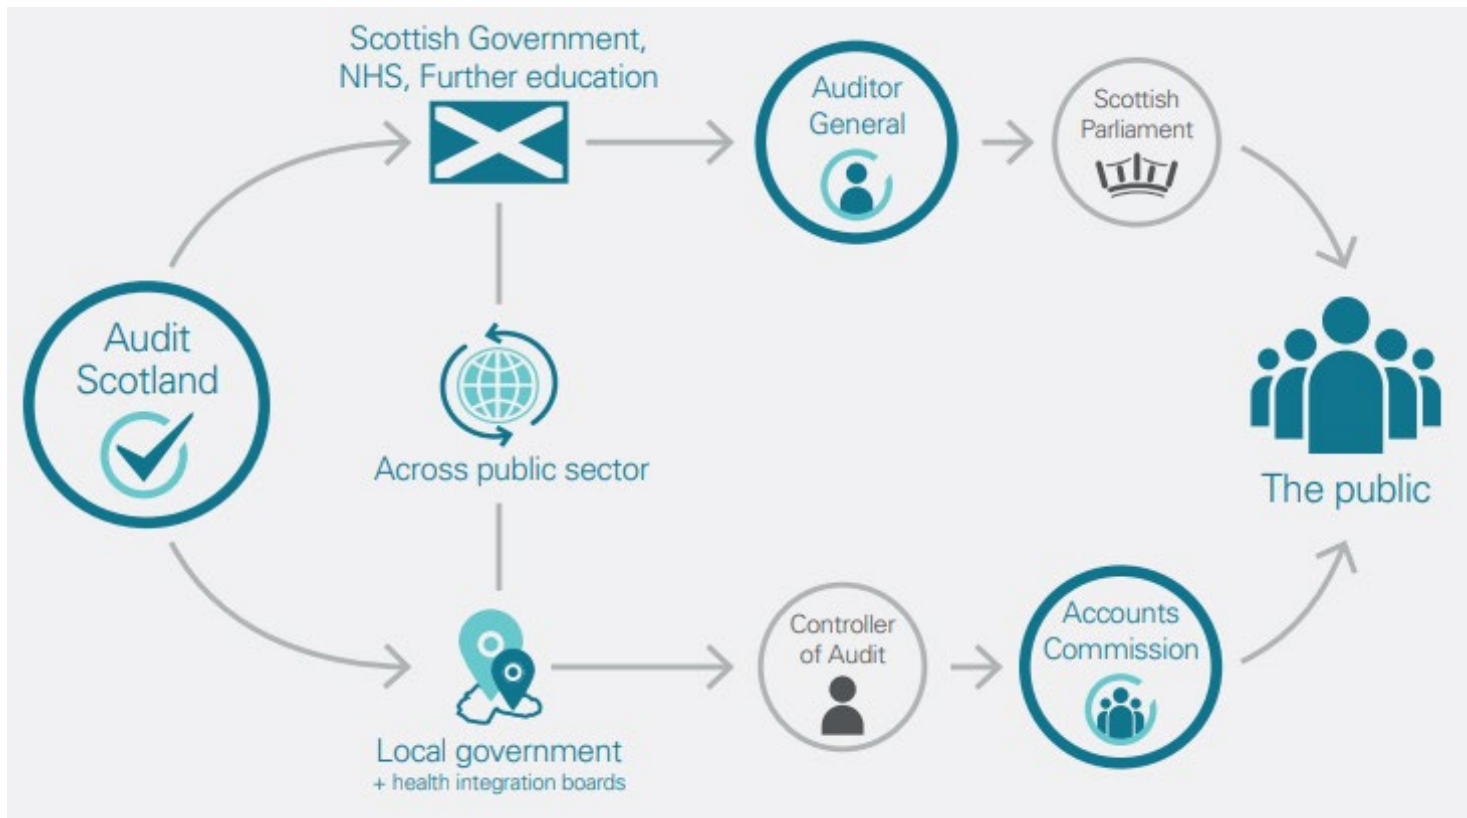 Scottish Government,
NHS, Further education
Auditor
General
Scottish
Parliament
Audit
Scotland
Across public sector
The public
Local government
+ health integration boards
Controller
of Audit
Accounts
Commission